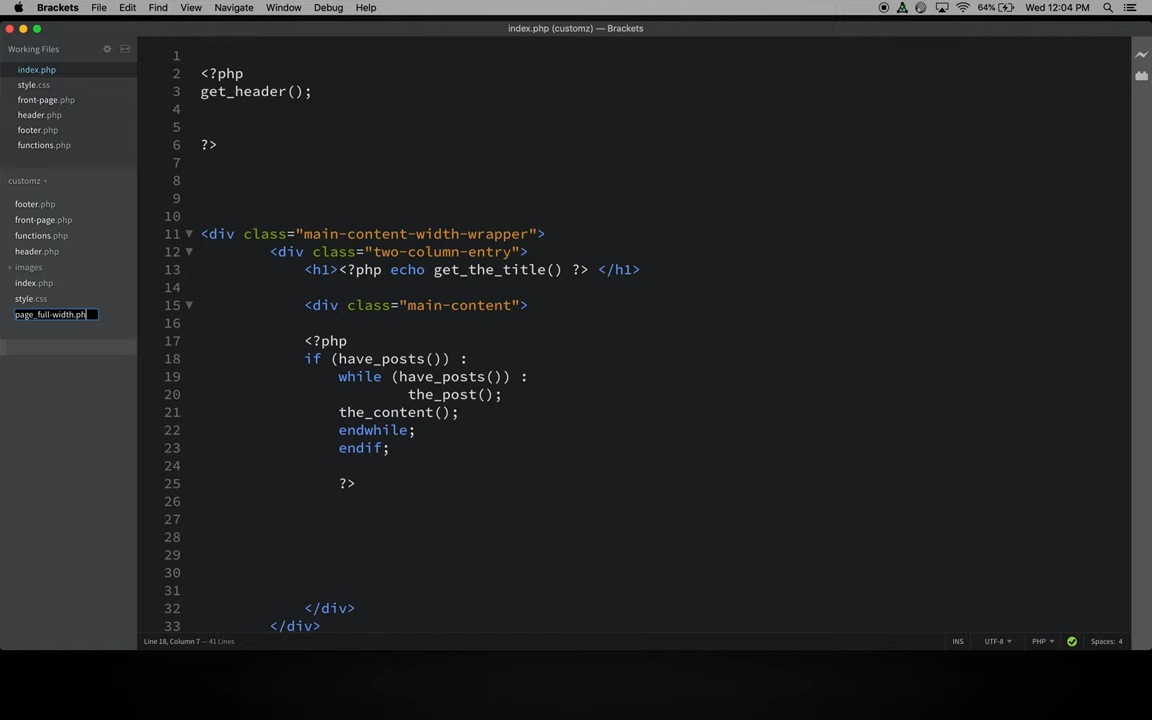 Brackets File Edit Find View Navigate Window Debug Help 64% Wed 12:04 PM
index.php (customz) — Brackets
Working Files
index.php
style.css
front-page.php
header.php
footer.php
functions.php
customz
footer.php
front-page.php
functions.php
header.php
images
index.php
style.css
page_full-width.ph
1
2 <?php
3 get_header();
4
5
6 ?>
7
8
9
10
11 <div class="main-content-width-wrapper">
12 <div class="two-column-entry">
13 <h1><?php echo get_the_title() ?> </h1>
14
15 <div class="main-content">
16
17 <?php
18 if (have_posts()) :
19 while (have_posts()) :
20 the_post();
21 the_content();
22 endwhile;
23 endif;
24
25 ?>
26
27
28
29
30
31
32 </div>
33 </div>
Line 18, Column 7 — 41 Lines INS UTF-8 PHP Spaces: 4